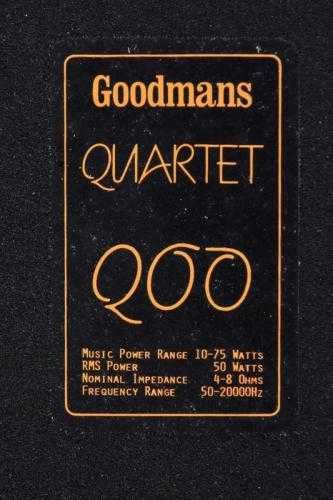 Goodmans
QUARTET
Q00
Music Power Range 10-75 Watts
RMS Power 50 Watts
Nominal Impedance 4-8 Ohms
Frequency Range 50-20000Hz